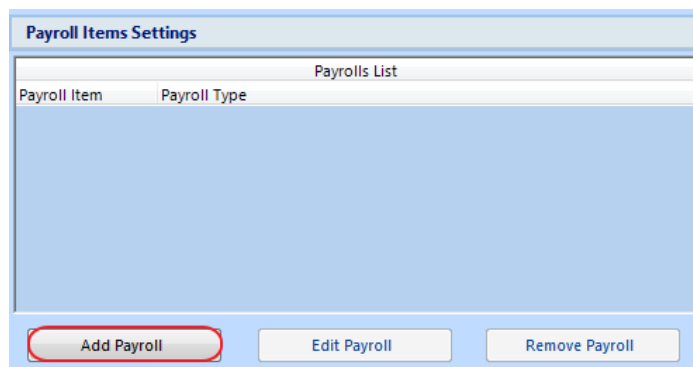 Payroll Items Settings
Payrolls List
Payroll Item Payroll Type
Add Payroll Edit Payroll Remove Payroll